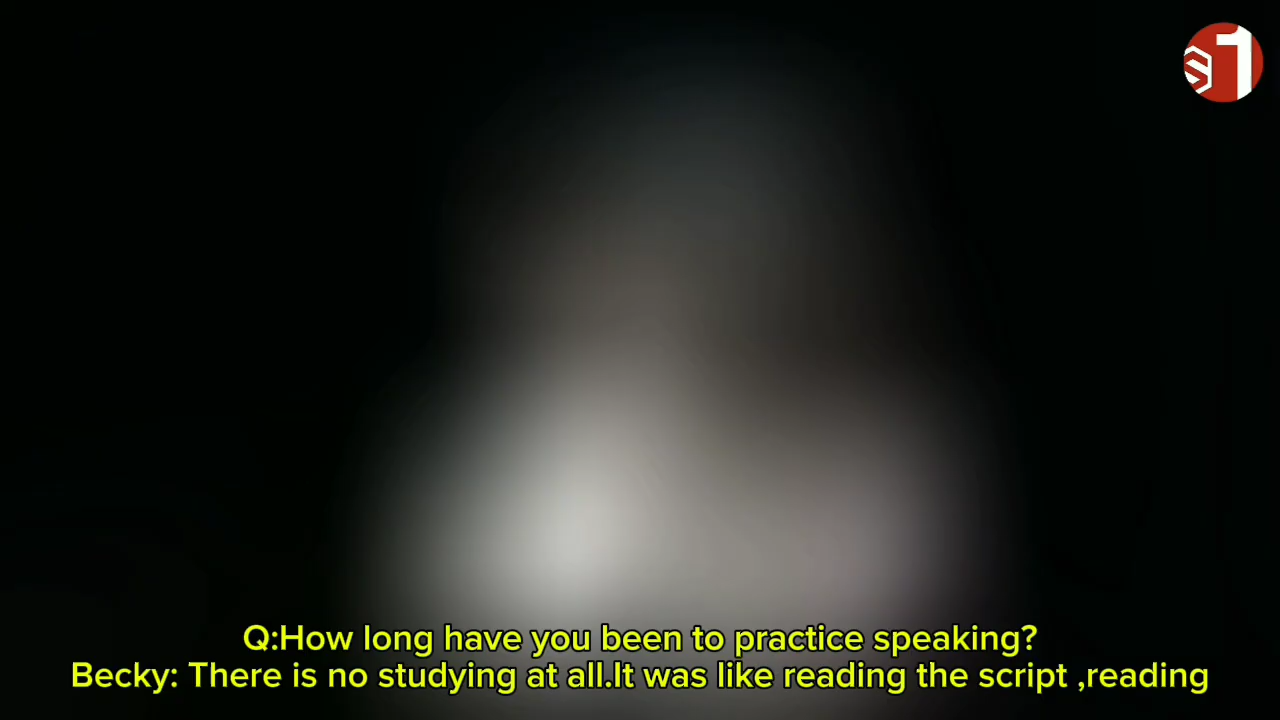 S1
Q:How long have you been to practice speaking?
Becky: There is no studying at all.It was like reading the script ,reading